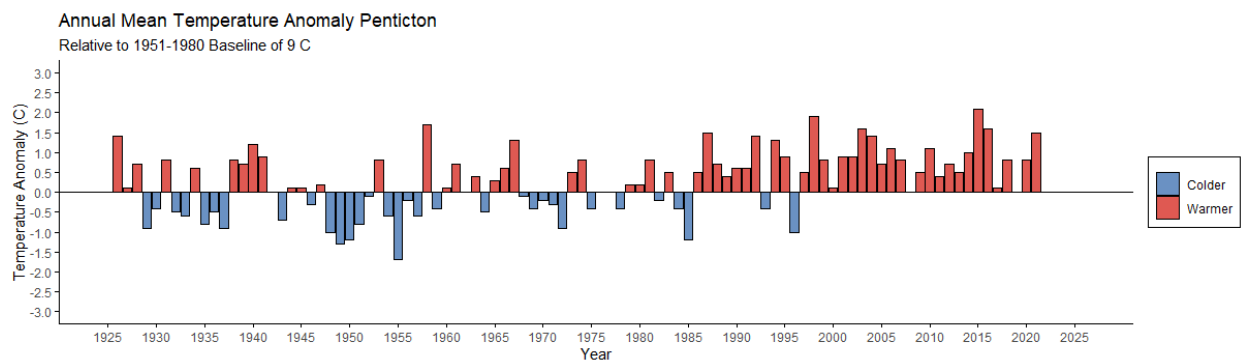 Annual Mean Temperature Anomaly Penticton
Relative to 1951-1980 Baseline of 9 C
Temperature Anomaly (C)
3.0
2.5
2.0
1.5
1.0
0.5
0.0
-0.5
-1.0
-1.5
-2.0
-2.5
-3.0
Colder
Warmer
1925 1930 1935 1940 1945 1950 1955 1960 1965 1970 1975 1980 1985 1990 1995 2000 2005 2010 2015 2020 2025
Year